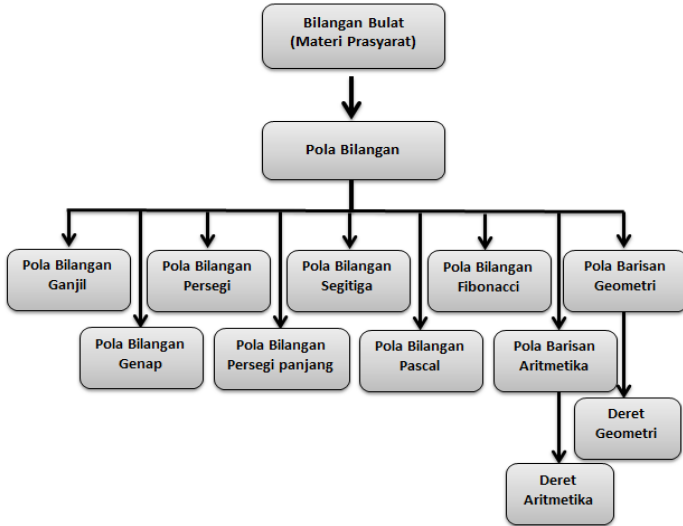 Bilangan Bulat
(Materi Prasyarat)
Pola Bilangan
Pola Bilangan
Ganjil
Pola Bilangan
Persegi
Pola Bilangan
Segitiga
Pola Bilangan
Fibonacci
Pola Barisan
Geometri
Pola Bilangan
Genap
Pola Bilangan
Persegi panjang
Pola Bilangan
Pascal
Pola Barisan
Aritmetika
Deret
Geometri
Deret
Aritmetika